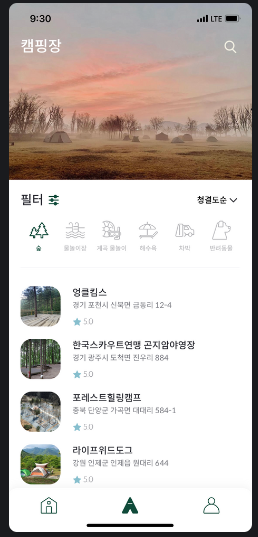 9:30
LTE
캠핑장
필터
청결도순
숲
물놀이장
계곡 물놀이
해수욕
차박
반려동물
엉클킴스
경기 포천시 신북면 금동리 12-4
5.0
한국스카우트연맹 곤지암야영장
경기 광주시 도척면 진우리 884
5.0
포레스트힐링캠프
충북 단양군 가곡면 대대리 584-1
5.0
라이프위드도그
강원 인제군 인제읍 원대리 644
5.0